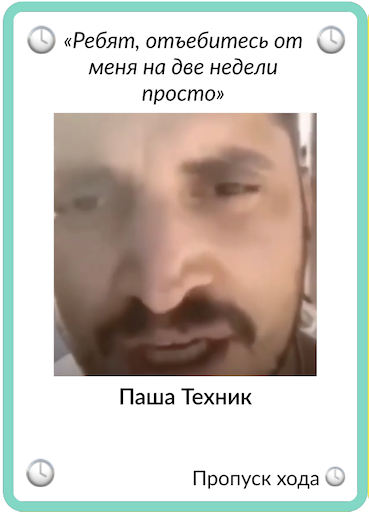 «Ребят, отъебитесь от
меня на две недели
просто»
Паша Техник
Пропуск хода